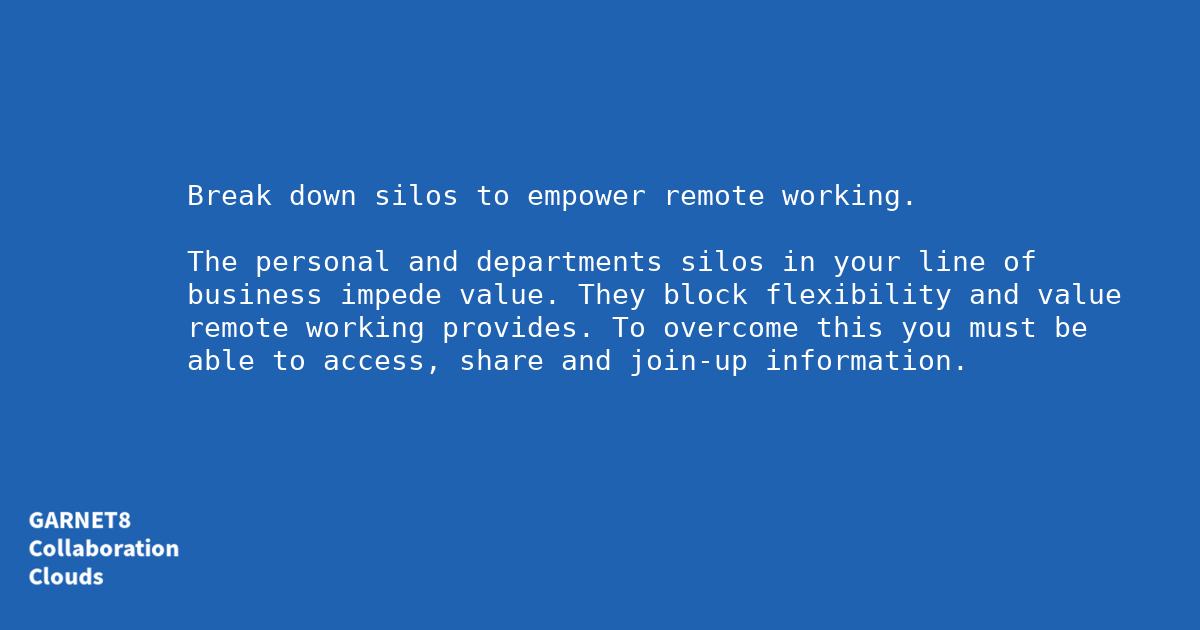 Break down silos to empower remote working.
The personal and departments silos in your line of
business impede value. They block flexibility and value
remote working provides. To overcome this you must be
able to access, share and join-up information.
GARNET8
Collaboration
Clouds